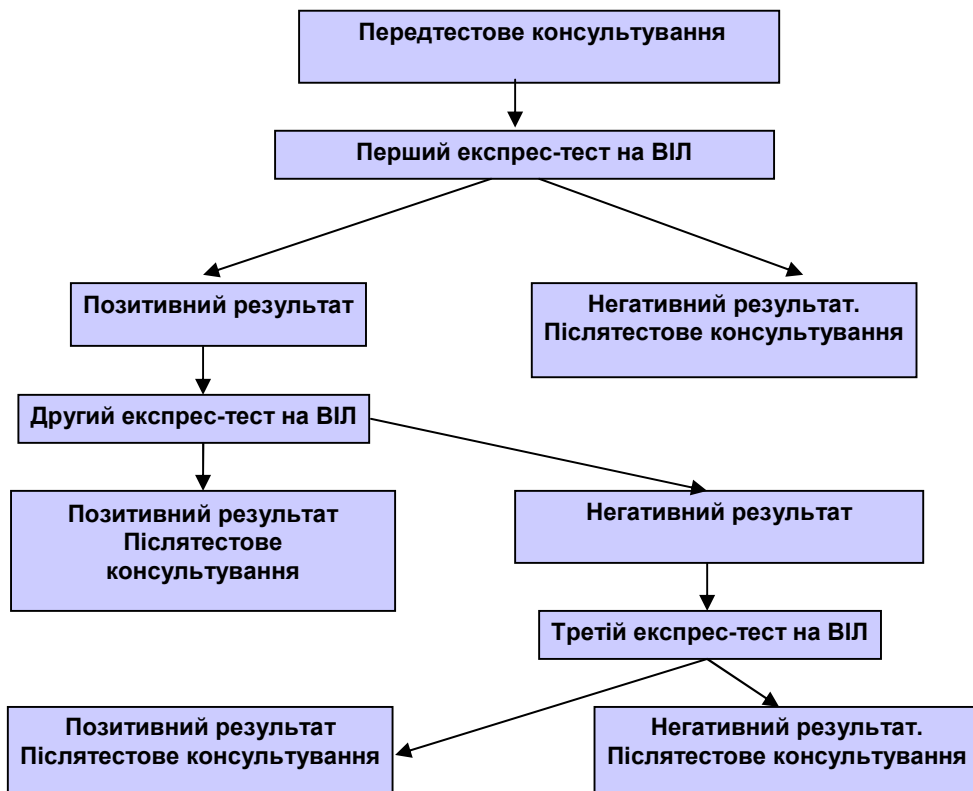 Передтестове консультування
Перший експрес-тест на ВІЛ
Позитивний результат
Негативний результат.
Післятестове консультування
Другий експрес-тест на ВІЛ
Позитивний результат
Післятестове
консультування
Негативний результат
Третій експрес-тест на ВІЛ
Позитивний результат
Післятестове консультування
Негативний результат.
Післятестове консультування